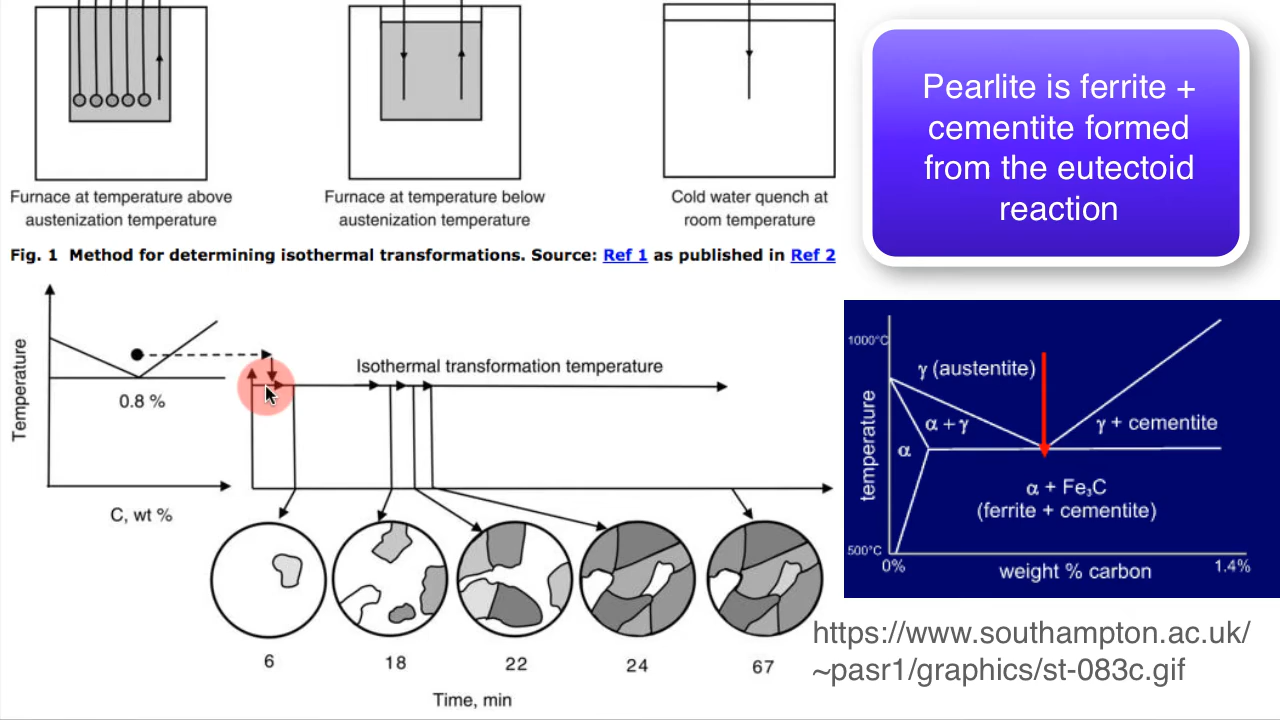 Furnace at temperature above
austenization temperature
Furnace at temperature below
austenization temperature
Cold water quench at
room temperature
Fig. 1 Method for determining isothermal transformations. Source: Ref 1 as published in Ref 2
Pearlite is ferrite +
cementite formed
from the eutectoid
reaction
Temperature
0.8 %
C, wt %
Isothermal transformation temperature
6
18
22
24
67
Time, min
1000°C
γ (austentite)
α + γ
γ + cementite
α
temperature
α + Fe₃C
(ferrite + cementite)
500°C
0%
weight % carbon
1.4%
https://www.southampton.ac.uk/
~pasr1/graphics/st-083c.gif